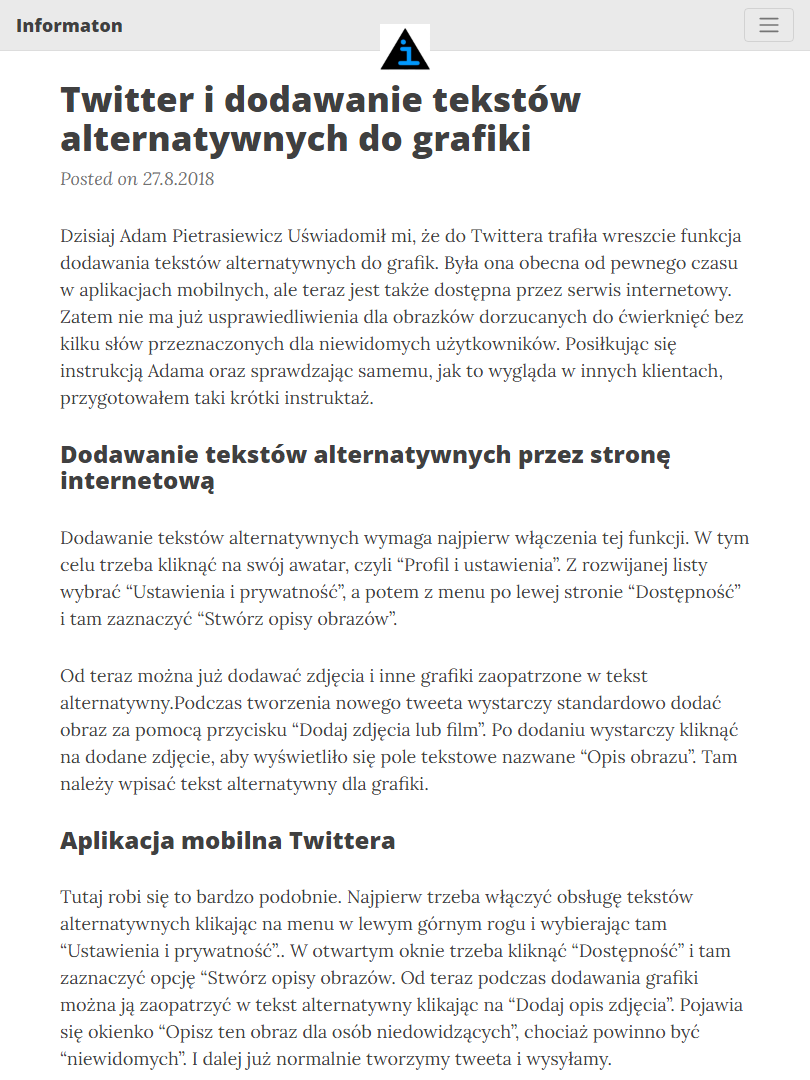 Informaton
i
Twitter i dodawanie tekstów
alternatywnych do grafiki
Posted on 27.8.2018
Dzisiaj Adam Pietrasiewicz Uświadomił mi, że do Twittera trafiła wreszcie funkcja
dodawania tekstów alternatywnych do grafik. Była ona obecna od pewnego czasu
w aplikacjach mobilnych, ale teraz jest także dostępna przez serwis internetowy.
Zatem nie ma już usprawiedliwienia dla obrazków dorzucanych do ćwierknięć bez
kilku słów przeznaczonych dla niewidomych użytkowników. Posiłkując się
instrukcją Adama oraz sprawdzając samemu, jak to wygląda w innych klientach,
przygotowałem taki krótki instruktaż.
Dodawanie tekstów alternatywnych przez stronę
internetową
Dodawanie tekstów alternatywnych wymaga najpierw włączenia tej funkcji. W tym
celu trzeba kliknąć na swój awatar, czyli “Profil i ustawienia”. Z rozwijanej listy
wybrać “Ustawienia i prywatność”, a potem z menu po lewej stronie “Dostępność”
i tam zaznaczyć “Stwórz opisy obrazów”.
Od teraz można już dodawać zdjęcia i inne grafiki zaopatrzone w tekst
alternatywny.Podczas tworzenia nowego tweeta wystarczy standardowo dodać
obraz za pomocą przycisku “Dodaj zdjęcia lub film”. Po dodaniu wystarczy kliknąć
na dodane zdjęcie, aby wyświetliło się pole tekstowe nazwane “Opis obrazu”. Tam
należy wpisać tekst alternatywny dla grafiki.
Aplikacja mobilna Twittera
Tutaj robi się to bardzo podobnie. Najpierw trzeba włączyć obsługę tekstów
alternatywnych klikając na menu w lewym górnym rogu i wybierając tam
“Ustawienia i prywatność”.. W otwartym oknie trzeba kliknąć “Dostępność” i tam
zaznaczyć opcję “Stwórz opisy obrazów. Od teraz podczas dodawania grafiki
można ją zaopatrzyć w tekst alternatywny klikając na “Dodaj opis zdjęcia”. Pojawia
się okienko “Opisz ten obraz dla osób niedowidzących”, chociaż powinno być
“niewidomych”. I dalej już normalnie tworzymy tweeta i wysyłamy.